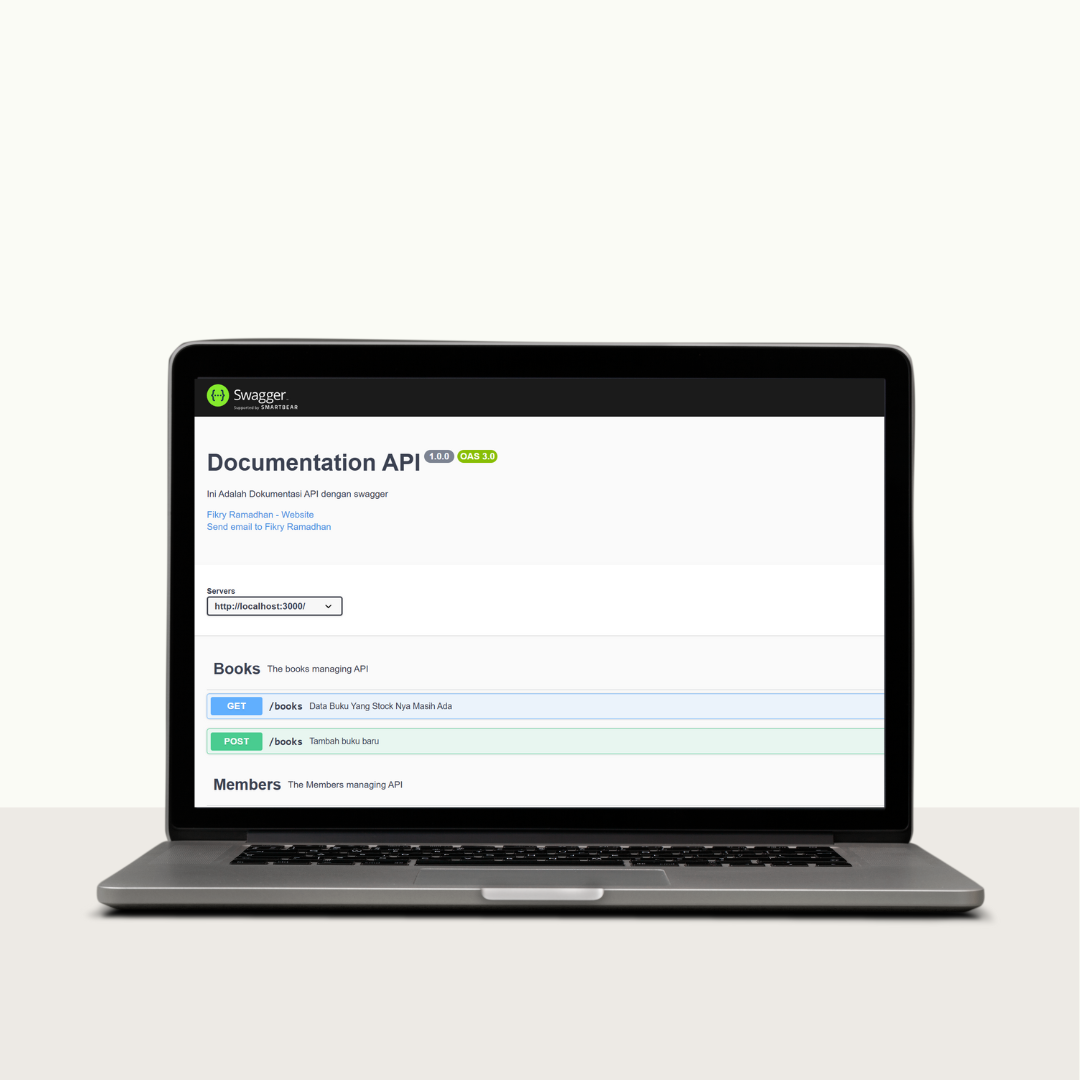 Swagger.
Supported by SMARTBEAR
Documentation API 1.0.0 OAS 3.0
Ini Adalah Dokumentasi API dengan swagger
Fikry Ramadhan - Website
Send email to Fikry Ramadhan
Servers
http://localhost:3000/
Books The books managing API
GET /books Data Buku Yang Stock Nya Masih Ada
POST /books Tambah buku baru
Members The Members managing API